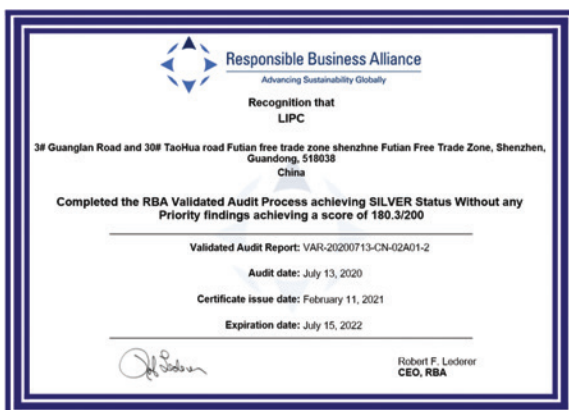 Responsible Business Alliance
Advancing Sustainability Globally
Recognition that
LIPC
3# Guanglan Road and 30# TaoHua road Futian free trade zone shenzhne Futian Free Trade Zone, Shenzhen,
Guandong, 518038
China
Completed the RBA Validated Audit Process achieving SILVER Status Without any
Priority findings achieving a score of 180.3/200
Validated Audit Report: VAR-20200713-CN-02A01-2
Audit date: July 13, 2020
Certificate issue date: February 11, 2021
Expiration date: July 15, 2022
Robert F. Lederer
CEO, RBA